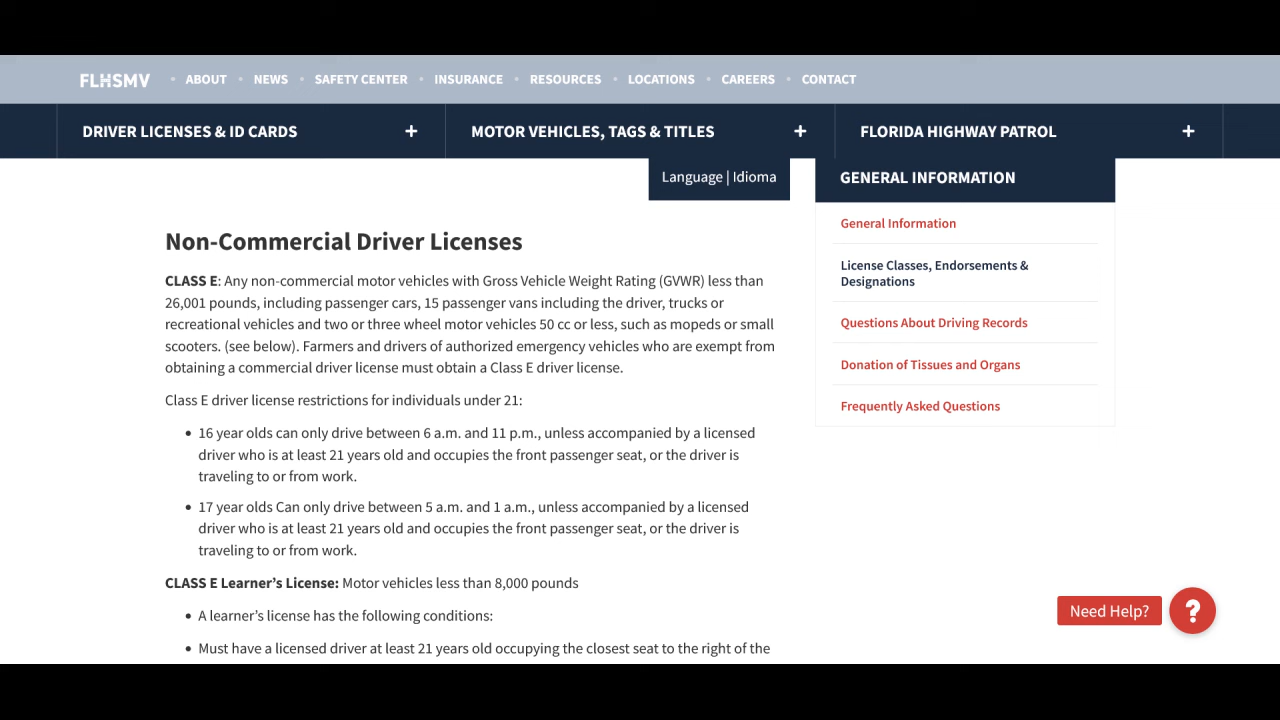 FLHSMV • ABOUT • NEWS • SAFETY CENTER • INSURANCE • RESOURCES • LOCATIONS • CAREERS • CONTACT
DRIVER LICENSES & ID CARDS + MOTOR VEHICLES, TAGS & TITLES + FLORIDA HIGHWAY PATROL +
Language | Idioma
Non-Commercial Driver Licenses
CLASS E: Any non-commercial motor vehicles with Gross Vehicle Weight Rating (GVWR) less than
26,001 pounds, including passenger cars, 15 passenger vans including the driver, trucks or
recreational vehicles and two or three wheel motor vehicles 50 cc or less, such as mopeds or small
scooters. (see below). Farmers and drivers of authorized emergency vehicles who are exempt from
obtaining a commercial driver license must obtain a Class E driver license.
Class E driver license restrictions for individuals under 21:
• 16 year olds can only drive between 6 a.m. and 11 p.m., unless accompanied by a licensed
driver who is at least 21 years old and occupies the front passenger seat, or the driver is
traveling to or from work.
• 17 year olds Can only drive between 5 a.m. and 1 a.m., unless accompanied by a licensed
driver who is at least 21 years old and occupies the front passenger seat, or the driver is
traveling to or from work.
CLASS E Learner’s License: Motor vehicles less than 8,000 pounds
• A learner’s license has the following conditions:
• Must have a licensed driver at least 21 years old occupying the closest seat to the right of the
GENERAL INFORMATION
General Information
License Classes, Endorsements &
Designations
Questions About Driving Records
Donation of Tissues and Organs
Frequently Asked Questions
Need Help? ?